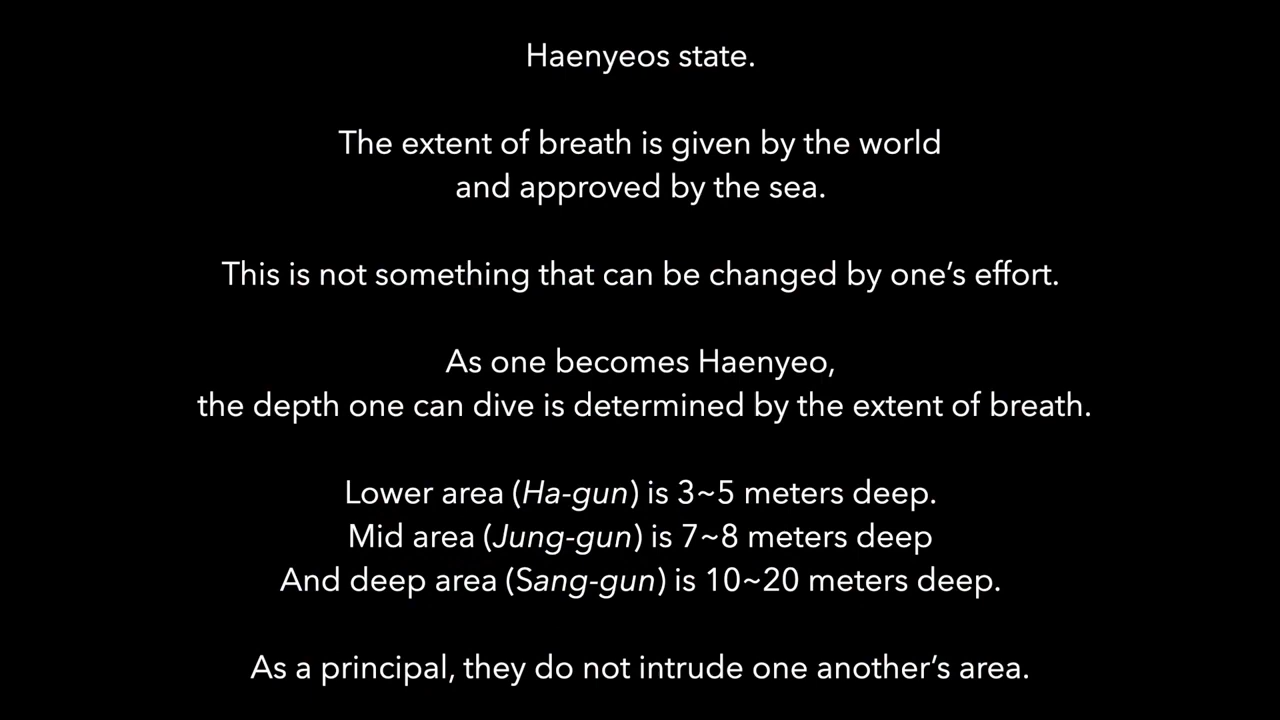 Haenyeos state.
The extent of breath is given by the world
and approved by the sea.
This is not something that can be changed by one’s effort.
As one becomes Haenyeo,
the depth one can dive is determined by the extent of breath.
Lower area (Ha-gun) is 3~5 meters deep.
Mid area (Jung-gun) is 7~8 meters deep
And deep area (Sang-gun) is 10~20 meters deep.
As a principal, they do not intrude one another’s area.